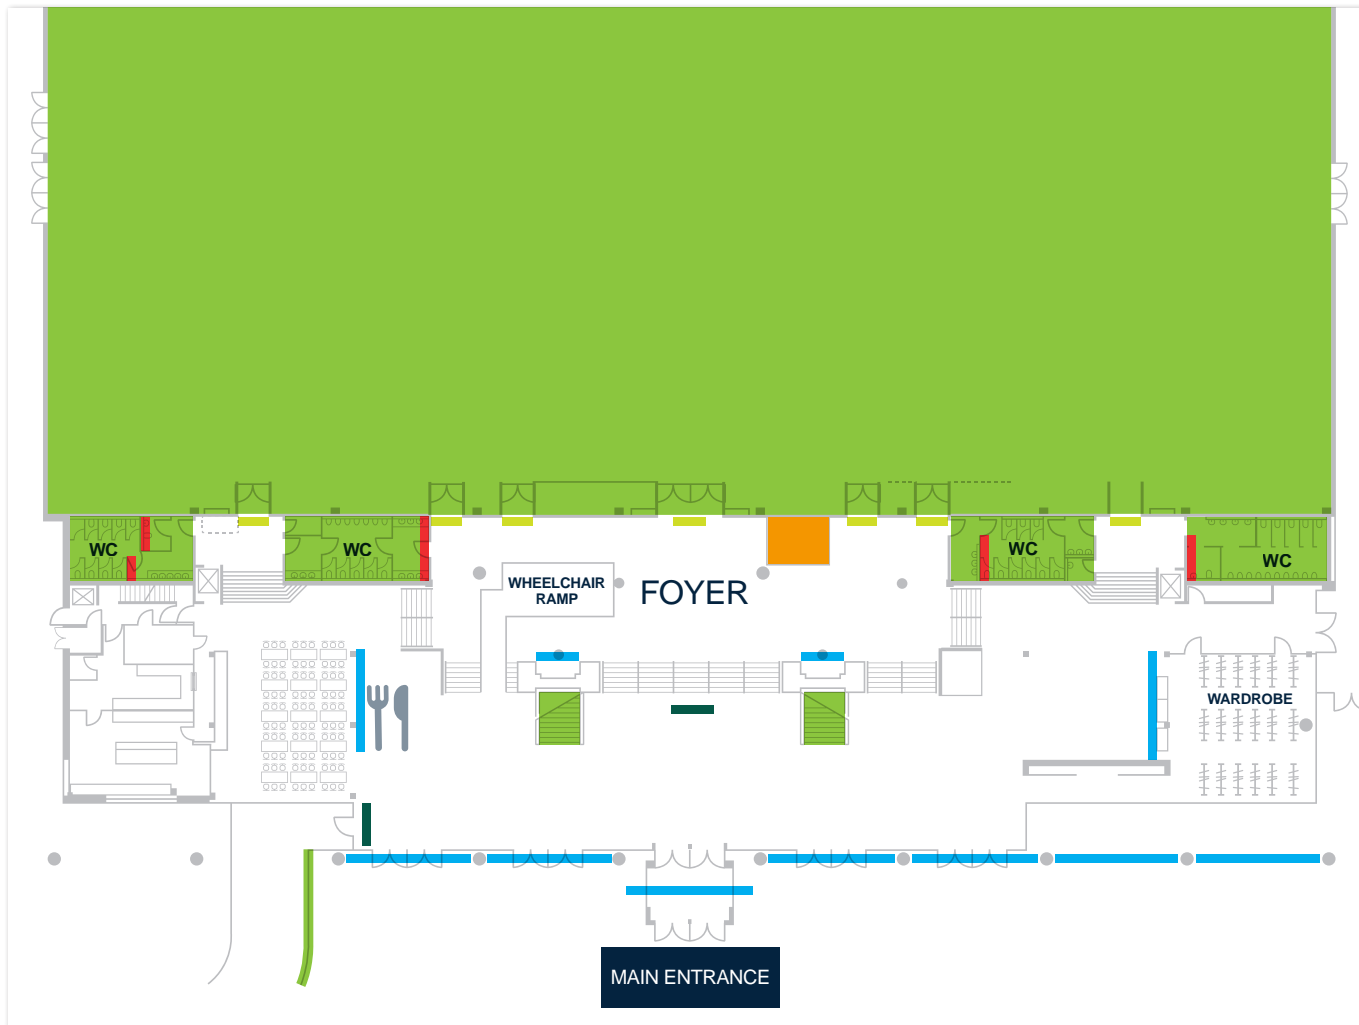 WC
WC
WC
WC
WHEELCHAIR
RAMP
FOYER
WARDROBE
MAIN ENTRANCE